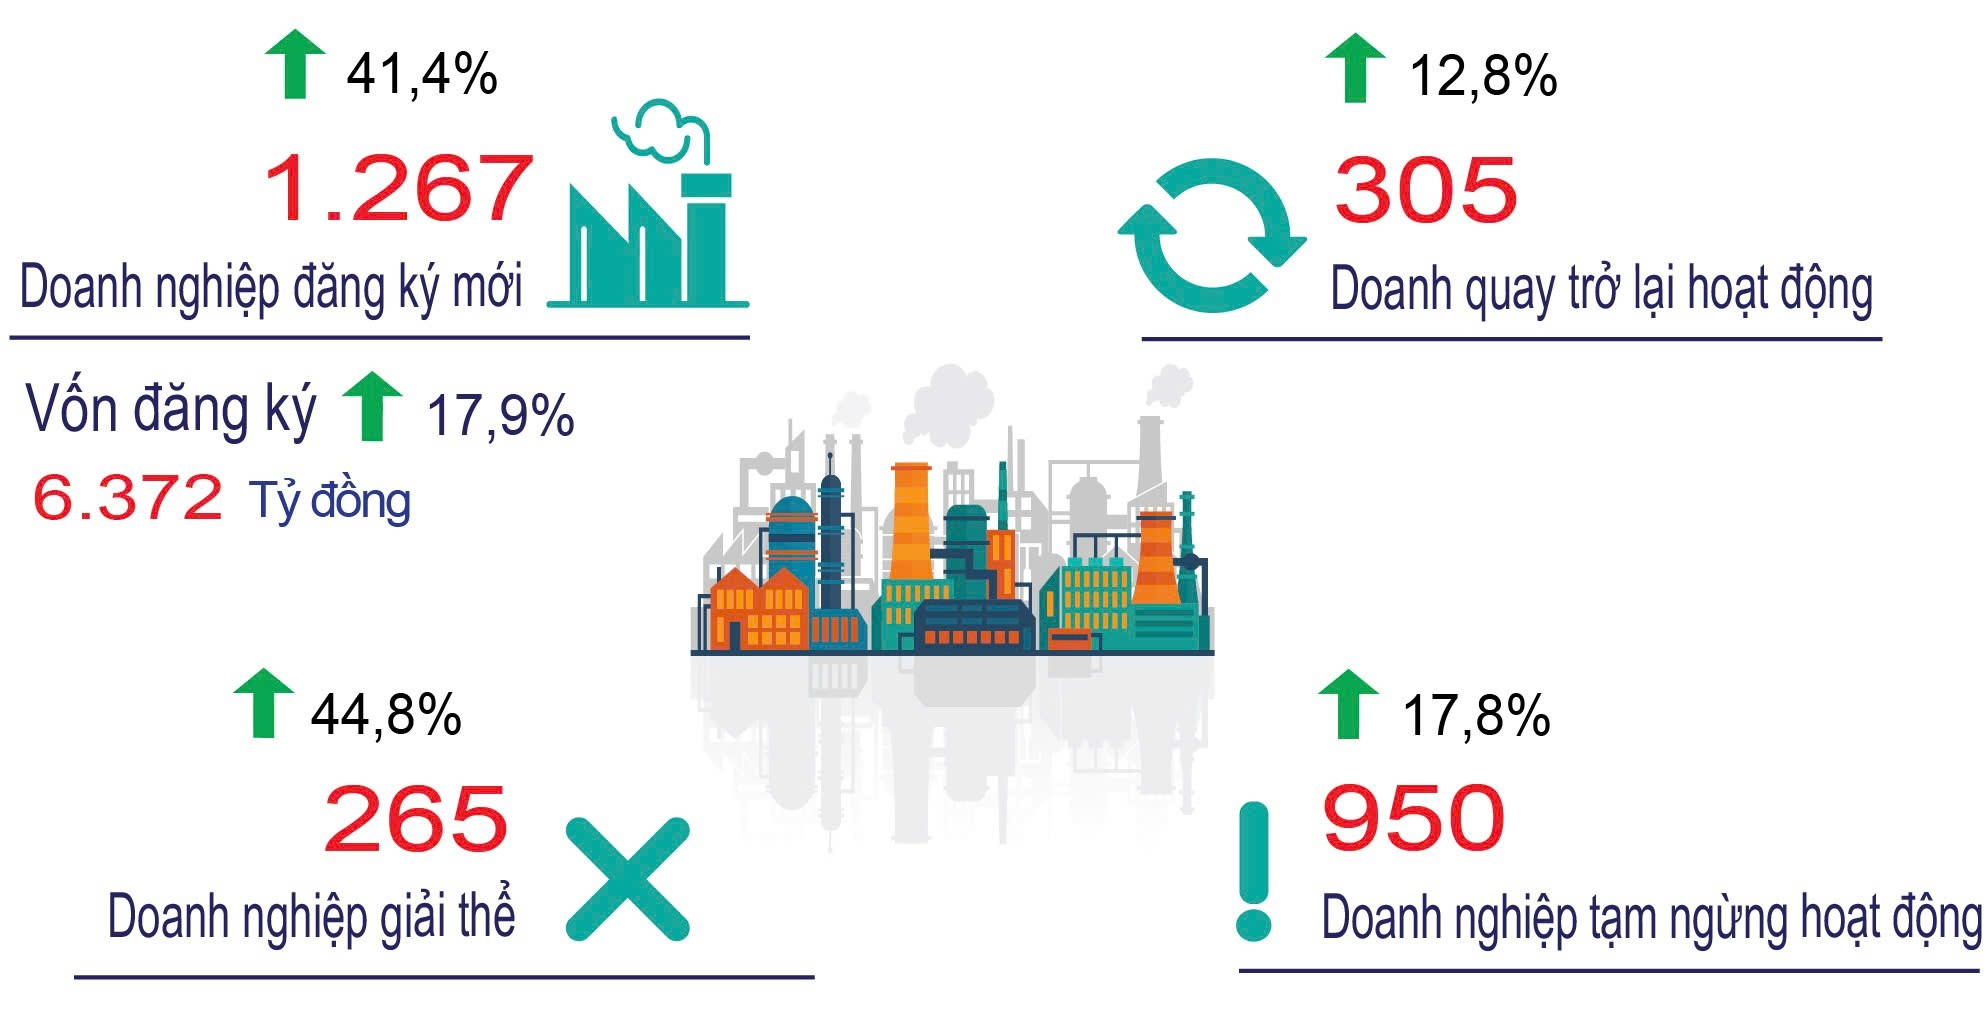 41,4%
1.267
Doanh nghiệp đăng ký mới
Vốn đăng ký 17,9%
6.372 Tỷ đồng
12,8%
305
Doanh quay trở lại hoạt động
44,8%
265
Doanh nghiệp giải thể
17,8%
950
Doanh nghiệp tạm ngừng hoạt động